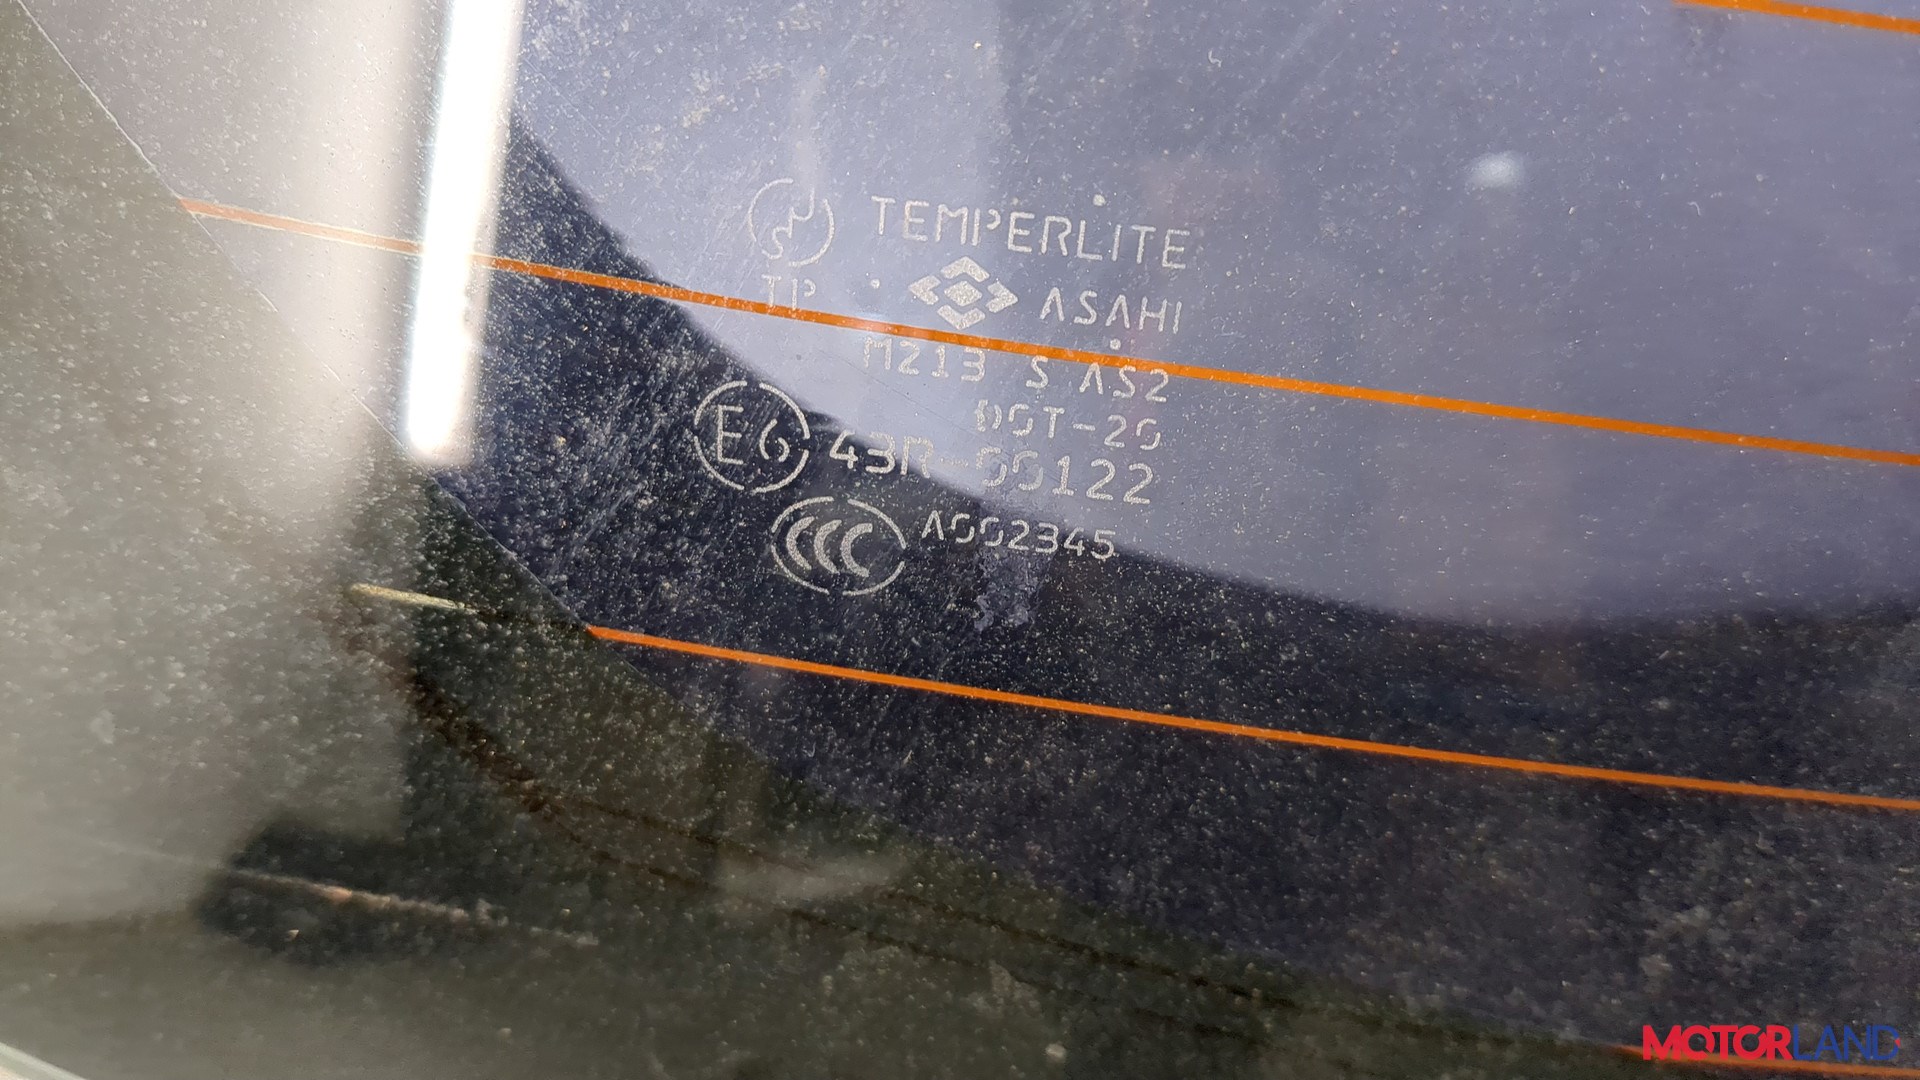 TEMPERLITE
TP ASAHI
M213 S AS2
DOT-20
E6 43R-00122
CCC A002345
MOTORLAND